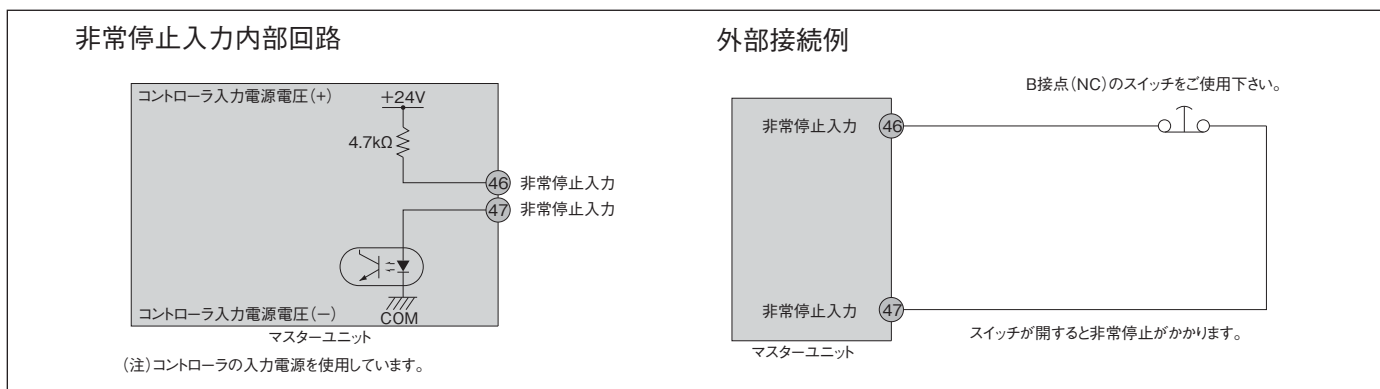 非常停止入力内部回路
コントローラ入力電源電圧(+)
+24V
4.7kΩ
46 非常停止入力
47 非常停止入力
コントローラ入力電源電圧(-)
COM
マスターユニット
(注)コントローラの入力電源を使用しています。
外部接続例
B接点(NC)のスイッチをご使用下さい。
非常停止入力 46
非常停止入力 47
スイッチが開すると非常停止がかかります。
マスターユニット